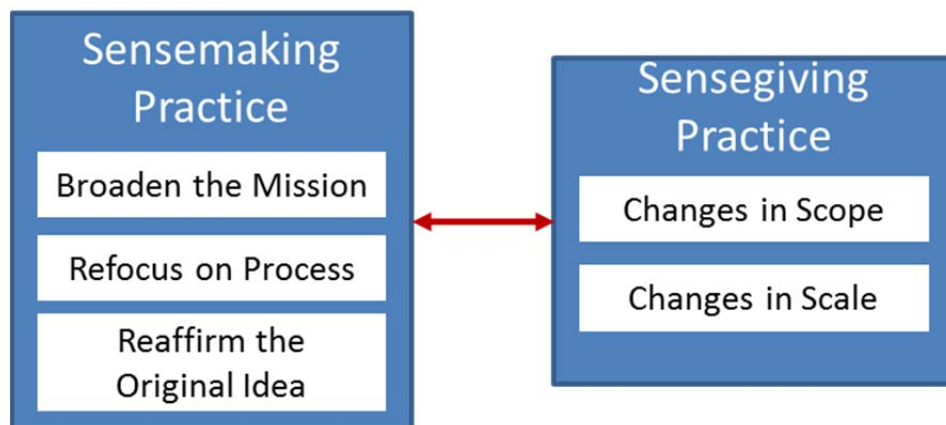 Sensemaking
Practice
Broaden the Mission
Refocus on Process
Reaffirm the
Original Idea
Sensegiving
Practice
Changes in Scope
Changes in Scale